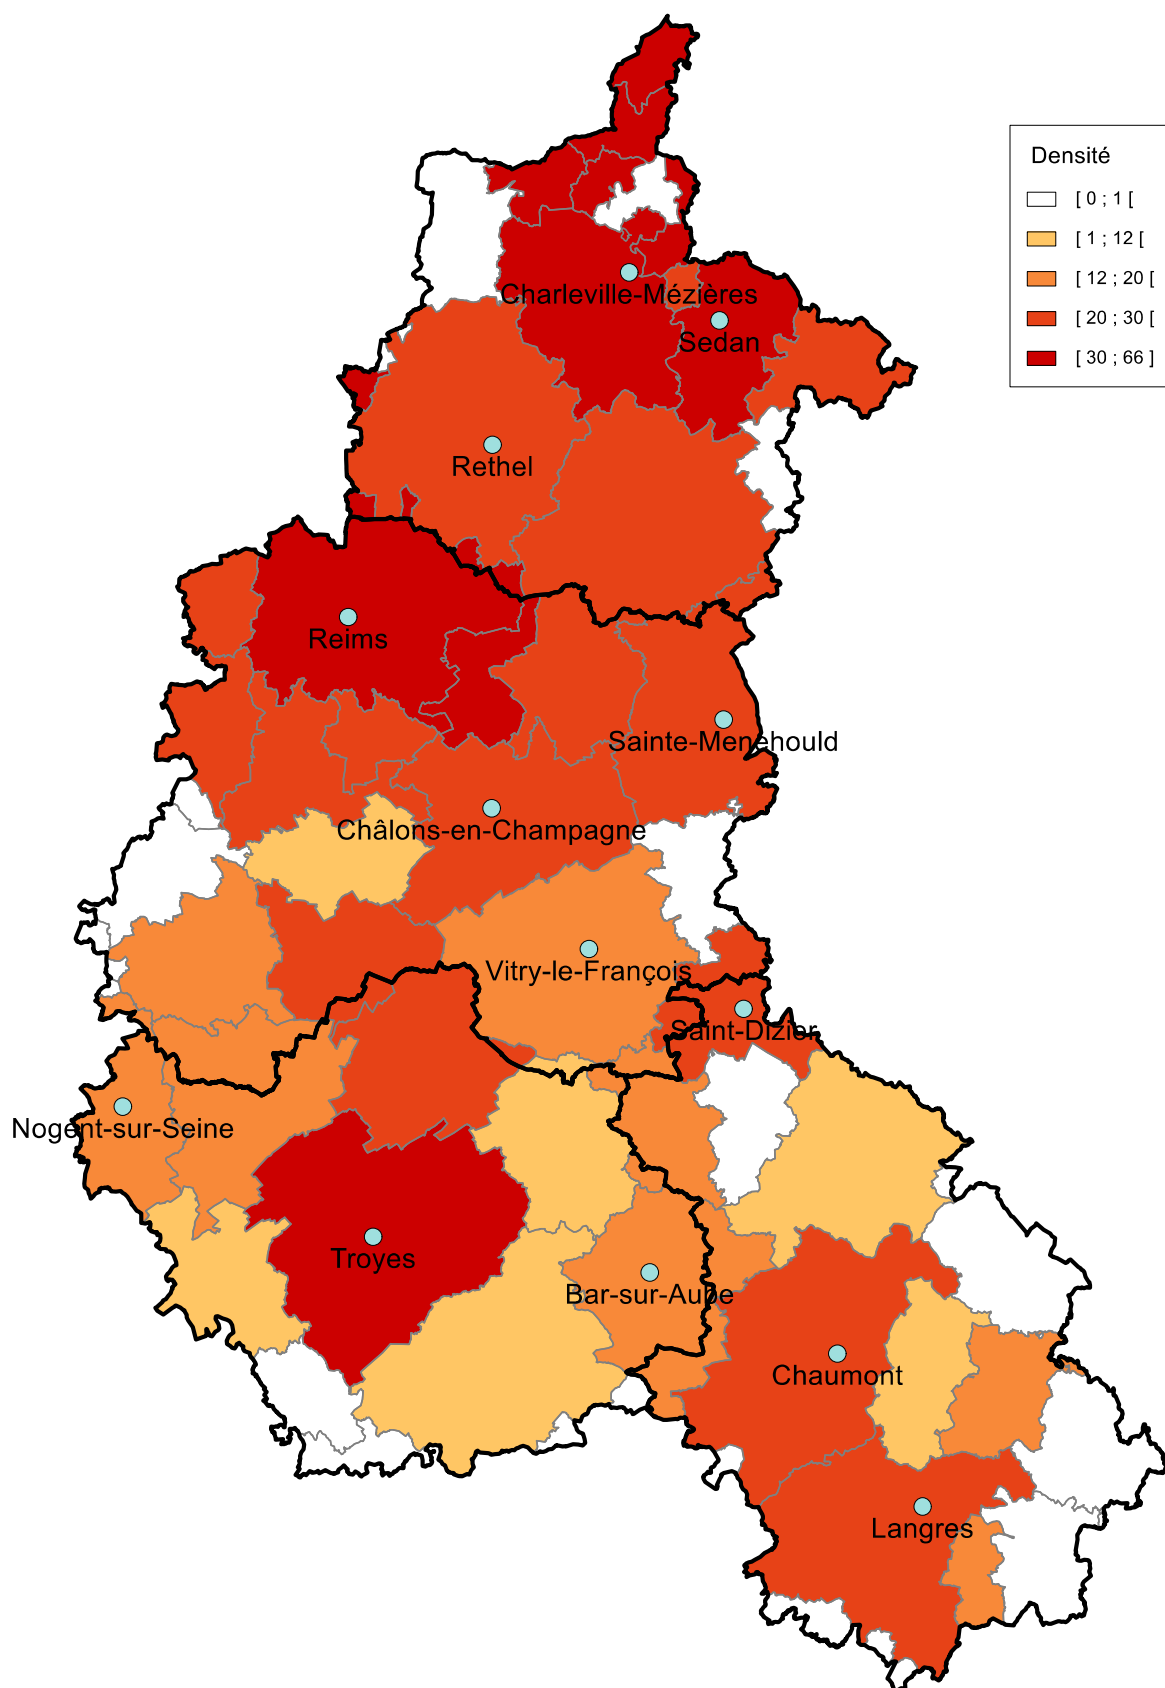 Densité
[ 0 ; 1 [
[ 1 ; 12 [
[ 12 ; 20 [
[ 20 ; 30 [
[ 30 ; 66 ]
Charleville-Mézières
Sedan
Rethel
Reims
Sainte-Menehould
Châlons-en-Champagne
Vitry-le-François
Saint-Dizier
Nogent-sur-Seine
Troyes
Bar-sur-Aube
Chaumont
Langres